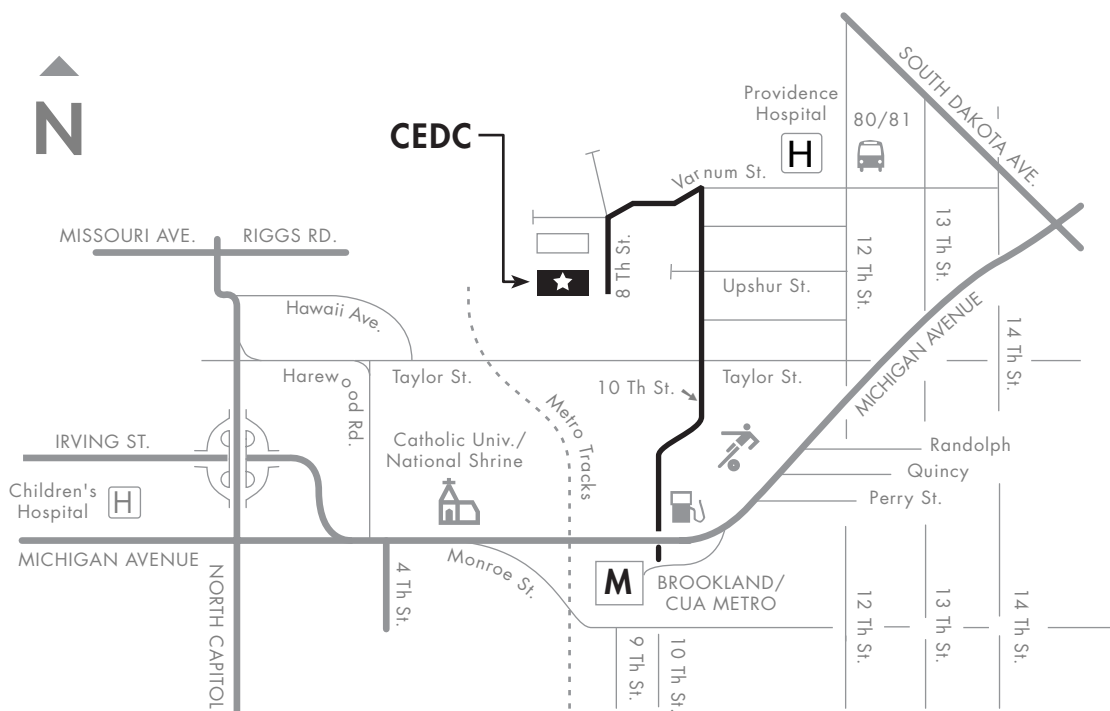 SOUTH DAKOTA AVE.
Providence
Hospital
H
80/81
N
CEDC
Varnum St.
MISSOURI AVE.
RIGGS RD.
8 Th St.
12 Th St.
13 Th St.
Upshur St.
Hawaii Ave.
MICHIGAN AVENUE
14 Th St.
Harewood Rd.
Taylor St.
10 Th St.
Taylor St.
Metro Tracks
IRVING ST.
Catholic Univ./
National Shrine
Randolph
Quincy
Perry St.
Children's
Hospital
H
MICHIGAN AVENUE
NORTH CAPITOL
4 Th St.
Monroe St.
M
BROOKLAND/
CUA METRO
9 Th St.
10 Th St.
12 Th St.
13 Th St.
14 Th St.